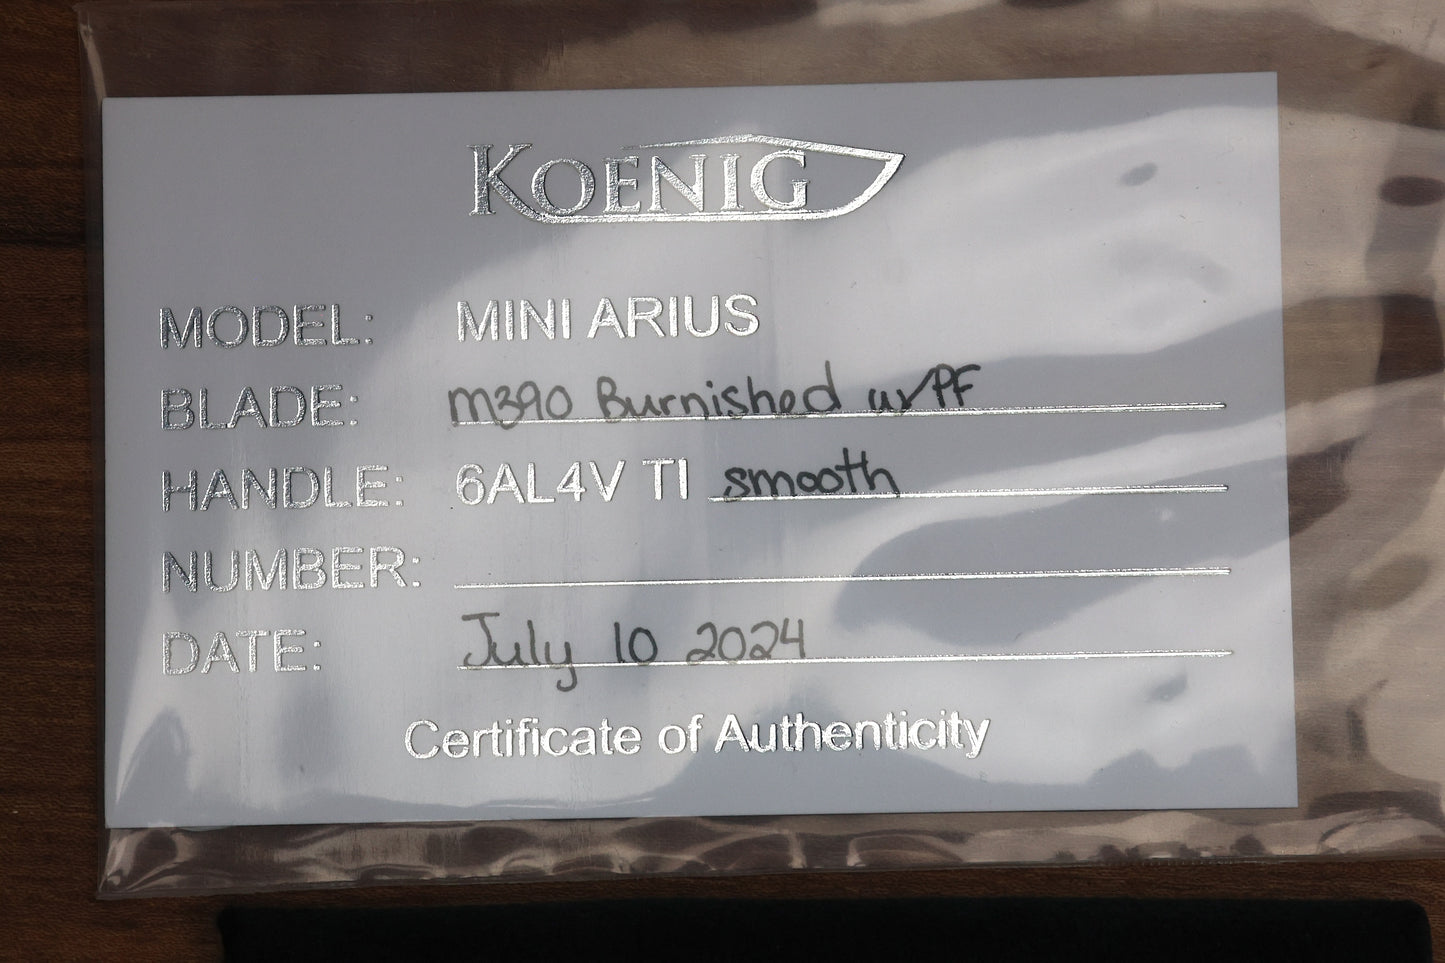 KOENIG
MODEL: MINI ARIUS
BLADE: M390 Burnished w/PF
HANDLE: 6AL4V TI smooth
NUMBER:
DATE: July 10 2024
Certificate of Authenticity